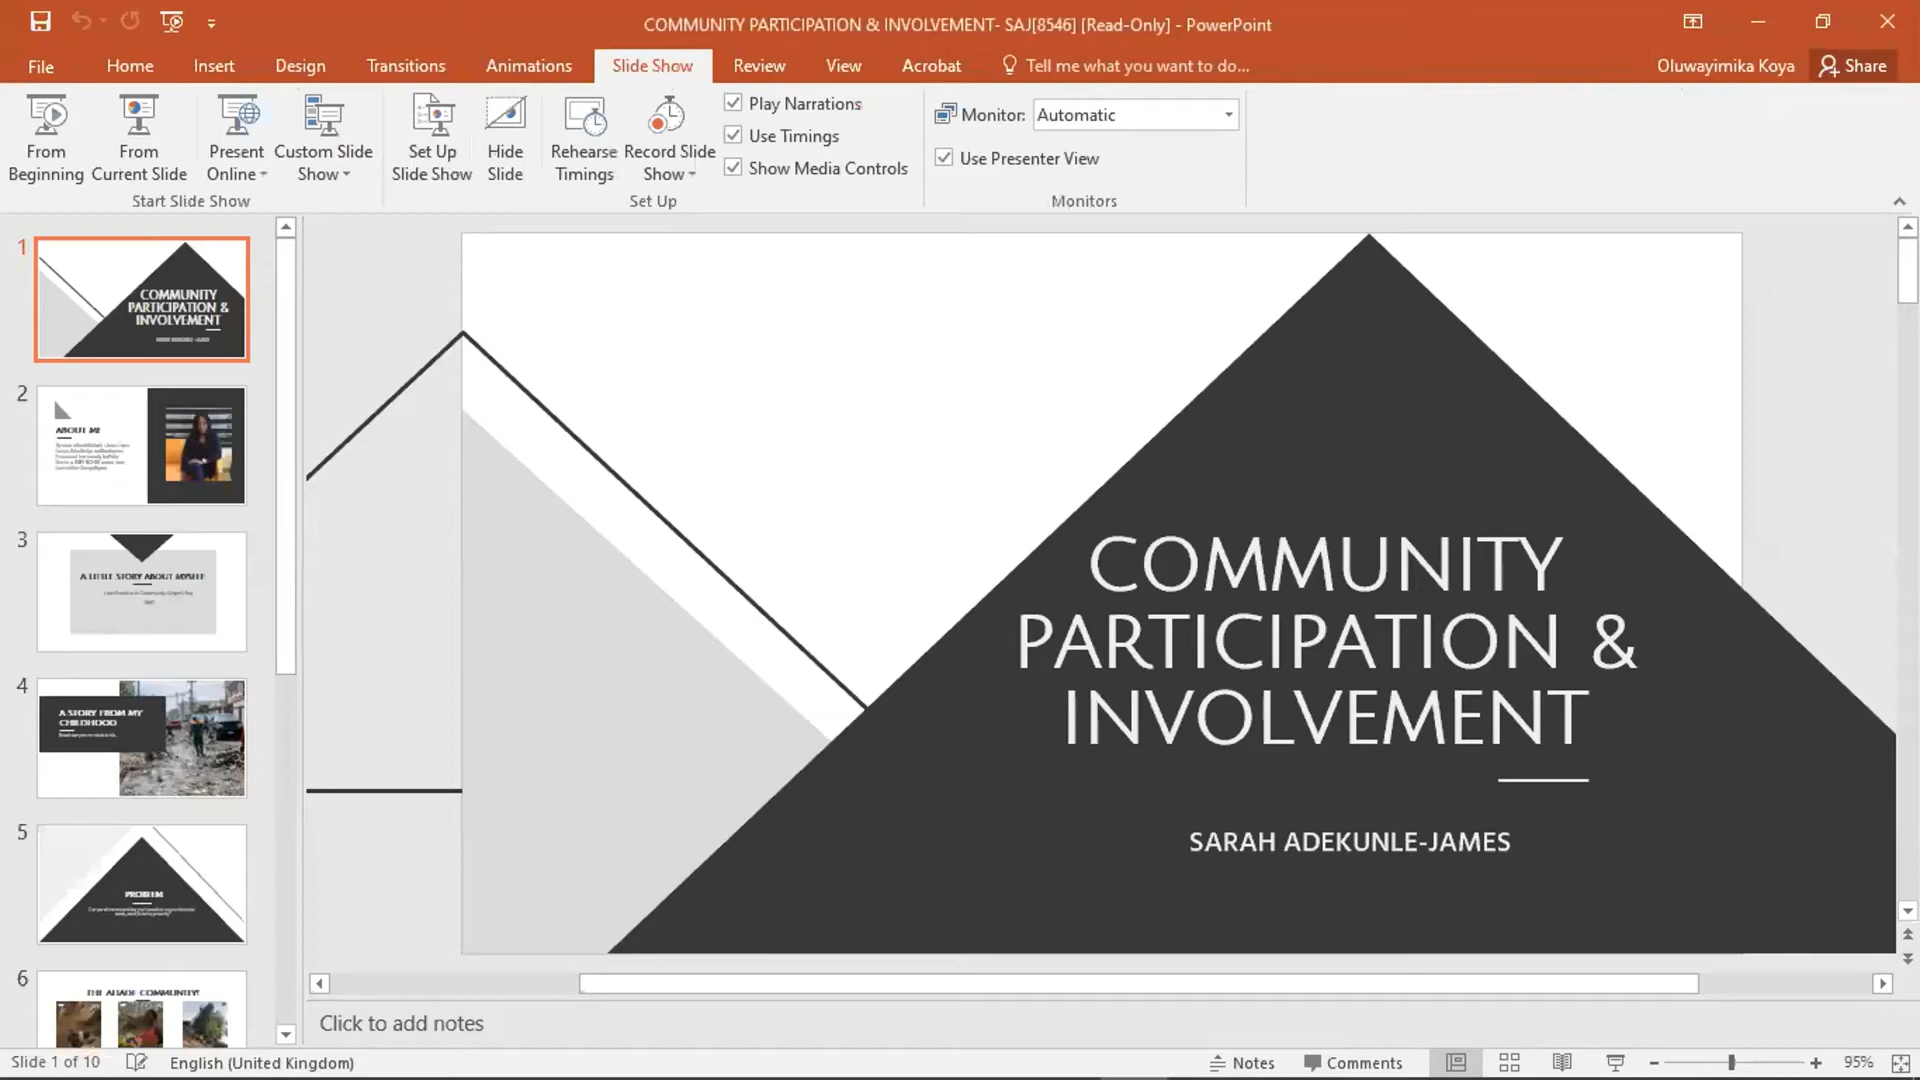 COMMUNITY PARTICIPATION & INVOLVEMENT- SAJ[8546] [Read-Only] - PowerPoint
File Home Insert Design Transitions Animations Slide Show Review View Acrobat Tell me what you want to do... Oluwayimika Koya Share
From Beginning
From Current Slide
Present Online
Custom Slide Show
Start Slide Show
Set Up Slide Show
Hide Slide
Rehearse Timings
Record Slide Show
Play Narrations
Use Timings
Show Media Controls
Set Up
Monitor: Automatic
Use Presenter View
Monitors
1
COMMUNITY
PARTICIPATION &
INVOLVEMENT
2
ABOUT ME
3
A LITTLE STORY ABOUT MYSELF
4
A STORY FROM MY
CHILDHOOD
5
PROBLEM
6
COMMUNITY
PARTICIPATION &
INVOLVEMENT
SARAH ADEKUNLE-JAMES
Click to add notes
Slide 1 of 10 English (United Kingdom) Notes Comments 95%